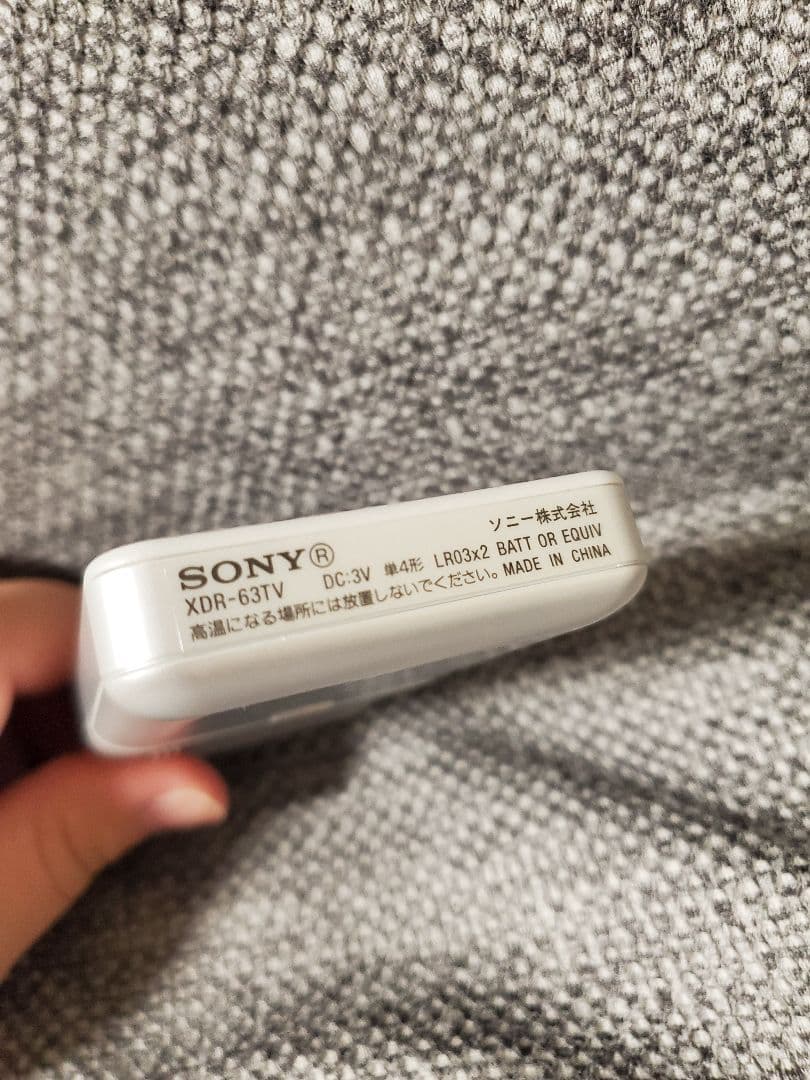 ソニー株式会社
SONY®
XDR-63TV DC:3V 単4形 LR03x2 BATT OR EQUIV
高温になる場所には放置しないでください。MADE IN CHINA